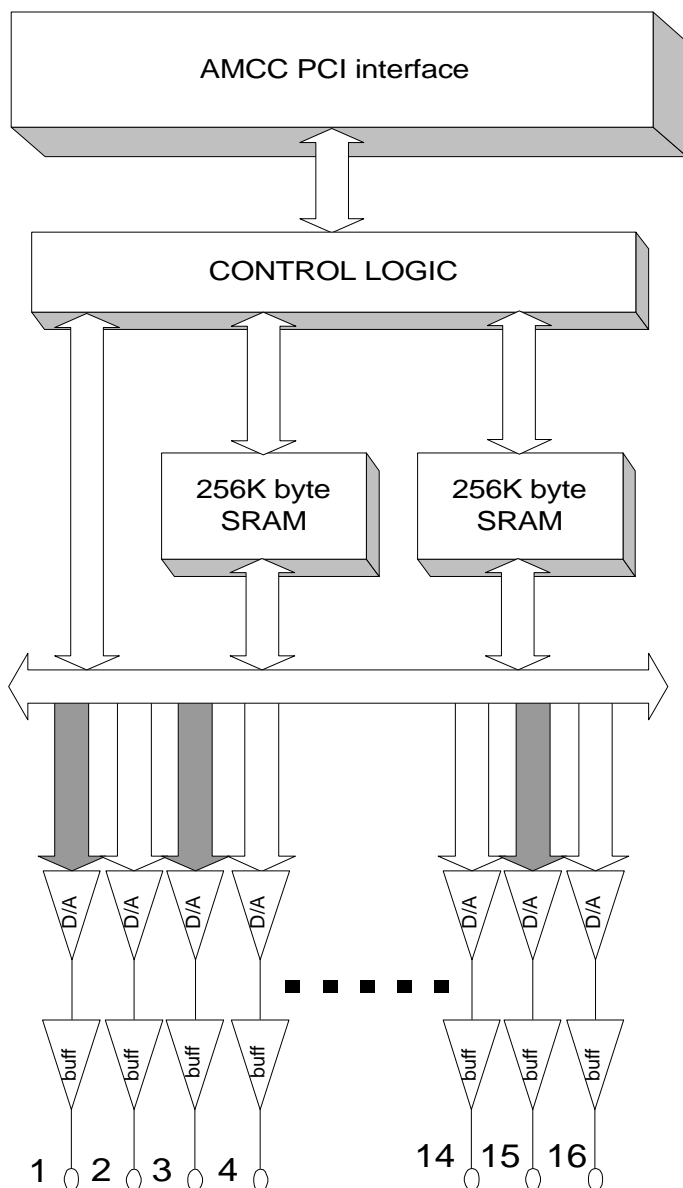 AMCC PCI interface
CONTROL LOGIC
256K byte
SRAM
256K byte
SRAM
D/A
D/A
D/A
D/A
D/A
D/A
D/A
buff
buff
buff
buff
buff
buff
buff
1
2
3
4
14
15
16